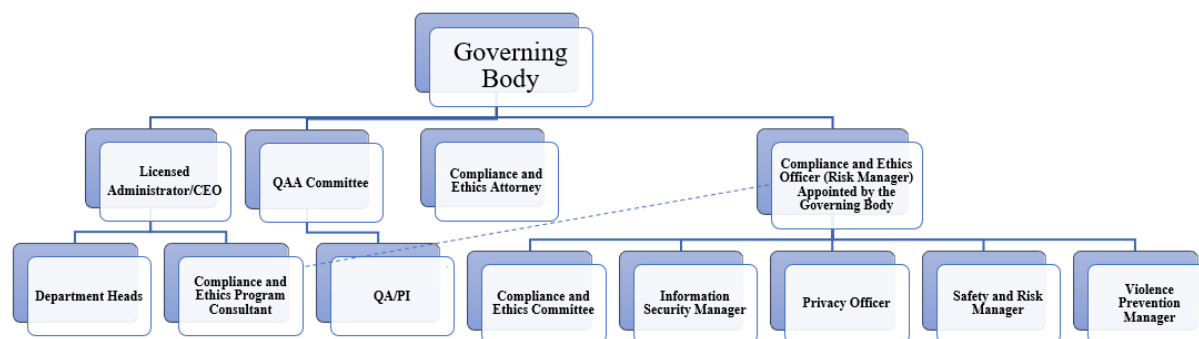 Governing
Body
Licensed
Administrator/CEO
QAA Committee
Compliance and
Ethics Attorney
Compliance and Ethics
Officer (Risk Manager)
Appointed by the
Governing Body
Department Heads
Compliance and
Ethics Program
Consultant
QA/PI
Compliance and
Ethics Committee
Information
Security Manager
Privacy Officer
Safety and Risk
Manager
Violence
Prevention
Manager